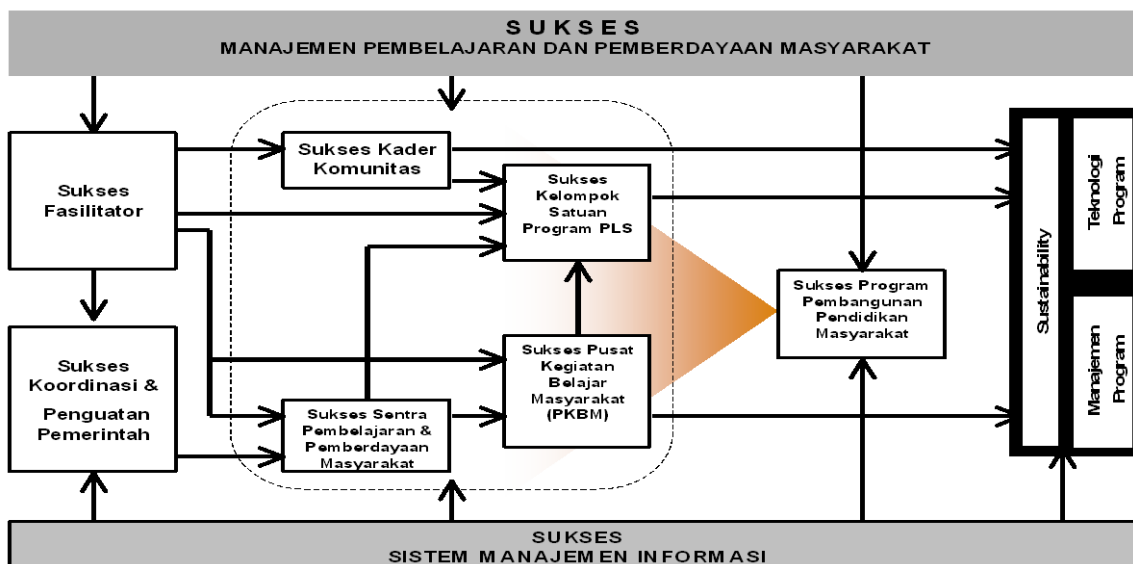 SUKSES
MANAJEMEN PEMBELAJARAN DAN PEMBERDAYAAN MASYARAKAT
Sukses
Fasilitator
Sukses Kader
Komunitas
Sukses
Kelompok
Satuan
Program PLS
Sukses Program
Pembangunan
Pendidikan
Masyarakat
Sustainability
Teknologi
Program
Manajemen
Program
Sukses
Koordinasi &
Penguatan
Pemerintah
Sukses Sentra
Pembelajaran &
Pemberdayaan
Masyarakat
Sukses Pusat
Kegiatan
Belajar
Masyarakat
(PKBM)
SUKSES
SISTEM MANAJEMEN INFORMASI